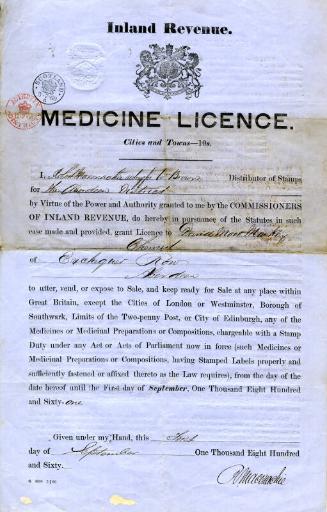 Inland Revenue.
SCOTLAND
MEDICINE LICENCE.
Cities and Towns—10s.
I, Distributor of Stamps
for the Aberdeen District
by Virtue of the Power and Authority granted to me by the COMMISSIONERS
OF INLAND REVENUE, do hereby in pursuance of the Statutes in such
case made and provided, grant Licence to
Chemist
of Exchequer Row
Aberdeen
to utter, vend, or expose to Sale, and keep ready for Sale at any place within
Great Britain, except the Cities of London or Westminster, Borough of
Southwark, Limits of the Two-penny Post, or City of Edinburgh, any of the
Medicines or Medicinal Preparations or Compositions, chargeable with a Stamp
Duty under any Act or Acts of Parliament now in force (such Medicines or
Medicinal Preparations or Compositions, having Stamped Labels properly and
sufficiently fastened or affixed thereto as the Law requires), from the day of
the date hereof until the First day of September, One Thousand Eight Hundred
and Sixty-one
Given under my Hand, this First
day of September One Thousand Eight Hundred
and Sixty.